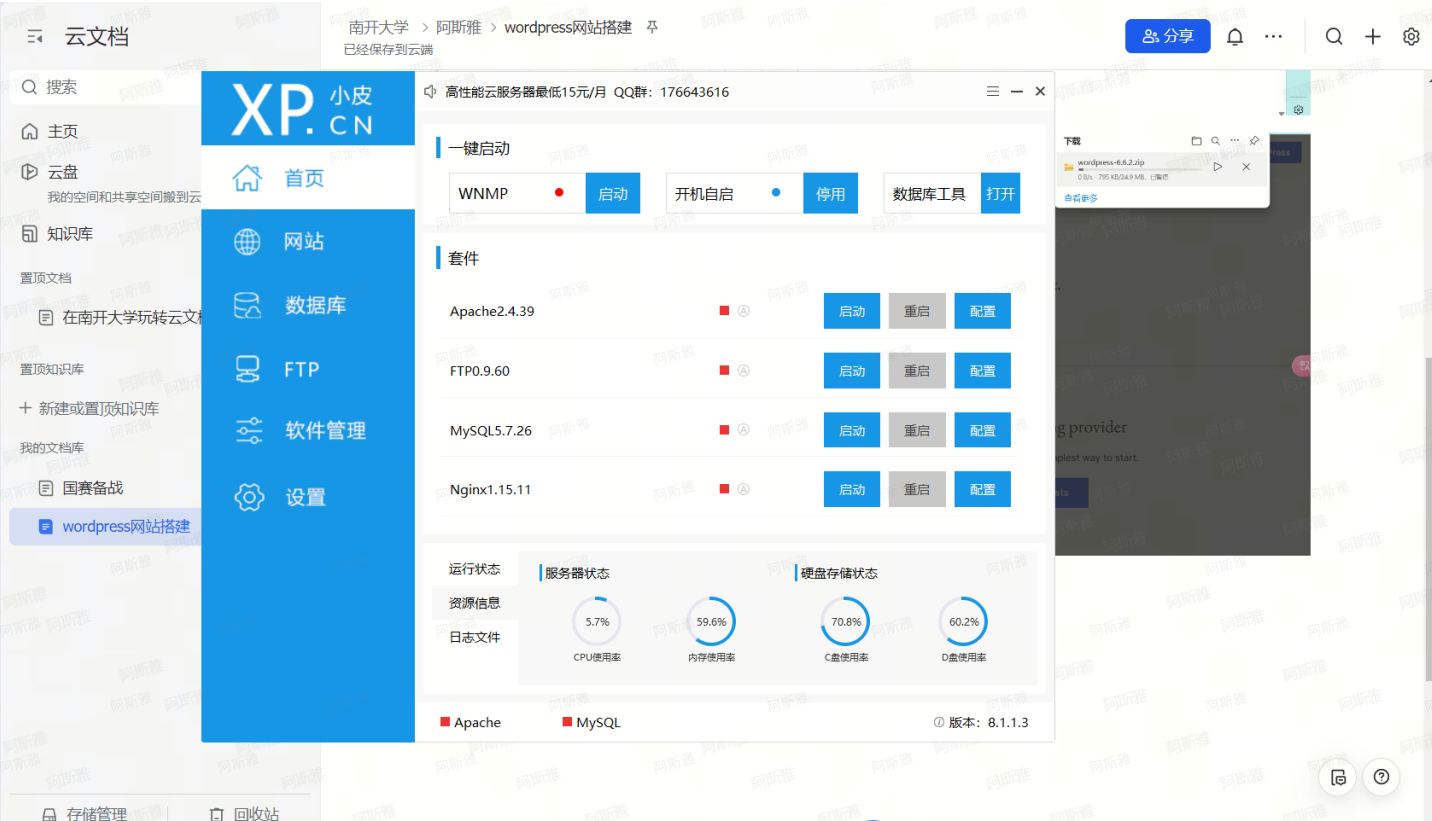 云文档
南开大学 > 阿斯雅 > wordpress网站搭建
已经保存到云端
分享
搜索
主页
云盘
我的空间和共享空间搬到云
知识库
置顶文档
在南开大学玩转云文档
置顶知识库
+ 新建或置顶知识库
我的文档库
国赛备战
wordpress网站搭建
存储管理
回收站
XP.CN 小皮
首页
网站
数据库
FTP
软件管理
设置
高性能云服务器最低15元/月 QQ群：176643616
一键启动
WNMP 启动 开机自启 停用 数据库工具 打开
套件
Apache2.4.39 启动 重启 配置
FTP0.9.60 启动 重启 配置
MySQL5.7.26 启动 重启 配置
Nginx1.15.11 启动 重启 配置
运行状态
资源信息
日志文件
服务器状态 硬盘存储状态
5.7% 59.6% 70.8% 60.2%
CPU使用率 内存使用率 C盘使用率 D盘使用率
Apache MySQL 版本：8.1.1.3
下载
wordpress-6.6.2.zip
0 B/s - 795 KB/24.9 MB, 已暂停
查看更多
g provider
plest way to start.
阿斯雅